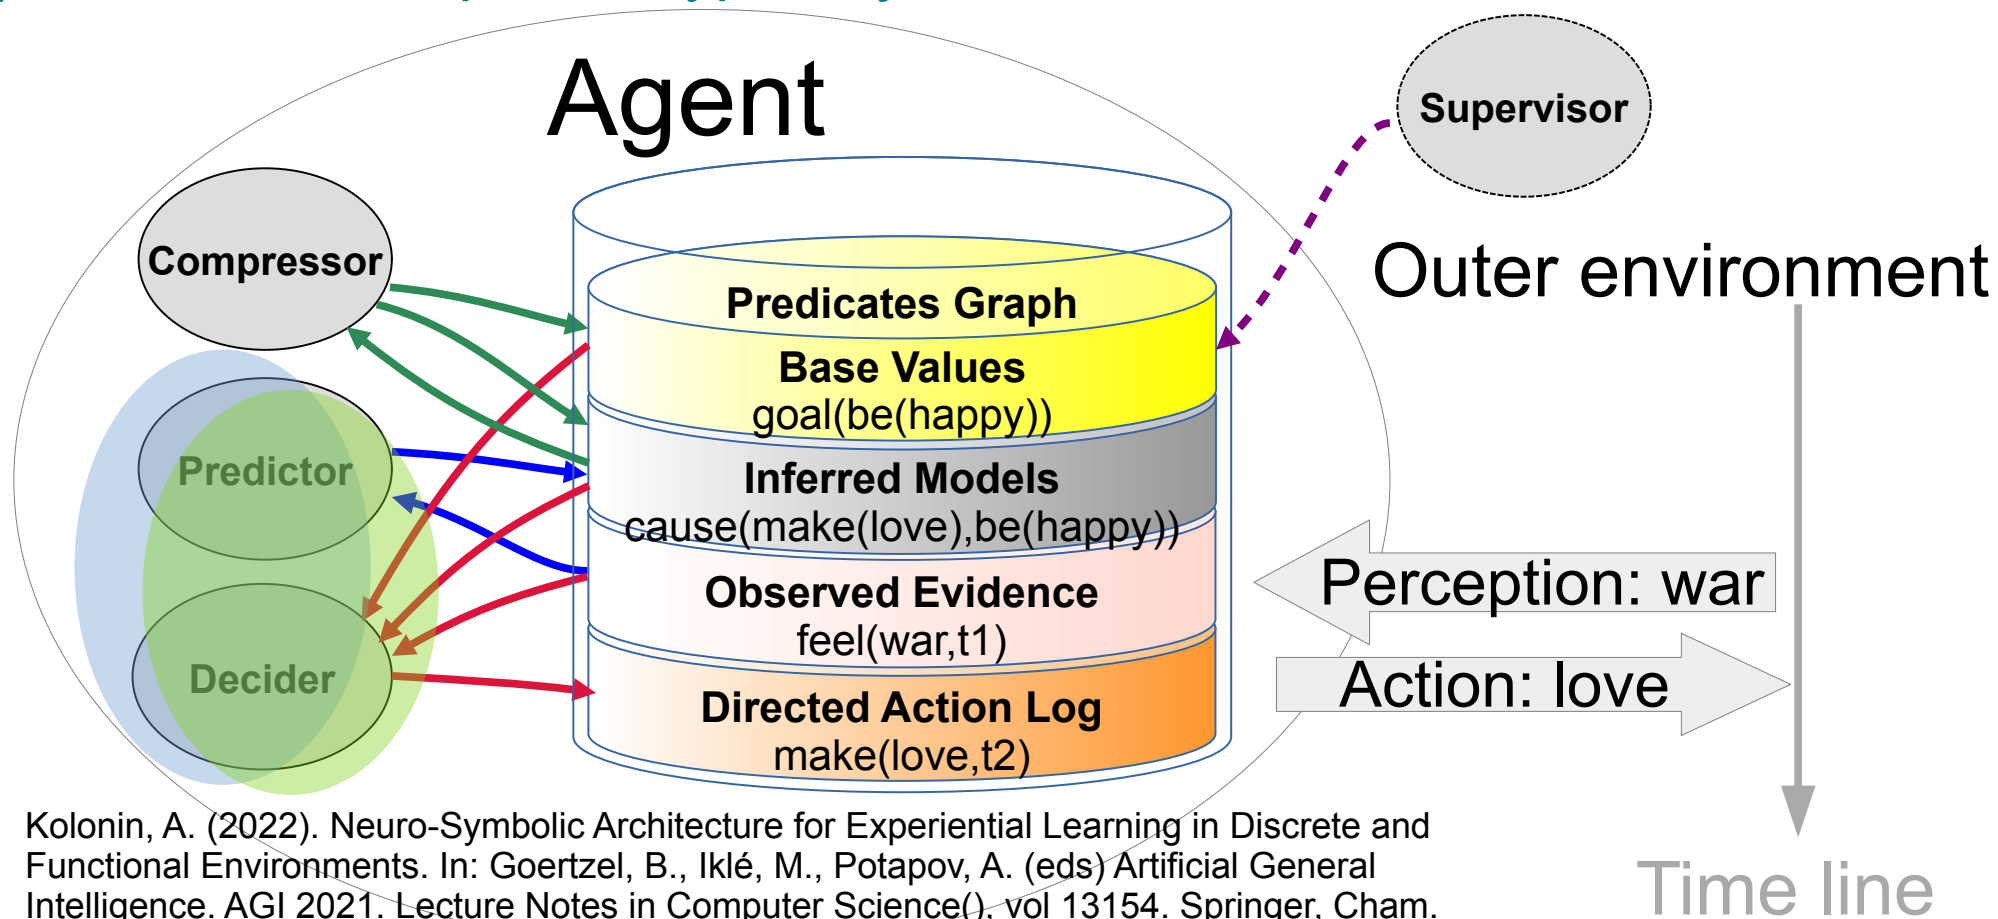 Agent
Supervisor
Compressor
Outer environment
Predicates Graph
Base Values
goal(be(happy))
Predictor
Inferred Models
cause(make(love),be(happy))
Perception: war
Observed Evidence
feel(war,t1)
Action: love
Decider
Directed Action Log
make(love,t2)
Kolonin, A. (2022). Neuro-Symbolic Architecture for Experiential Learning in Discrete and
Functional Environments. In: Goertzel, B., Iklé, M., Potapov, A. (eds) Artificial General
Intelligence. AGI 2021. Lecture Notes in Computer Science(), vol 13154. Springer, Cham.
Time line